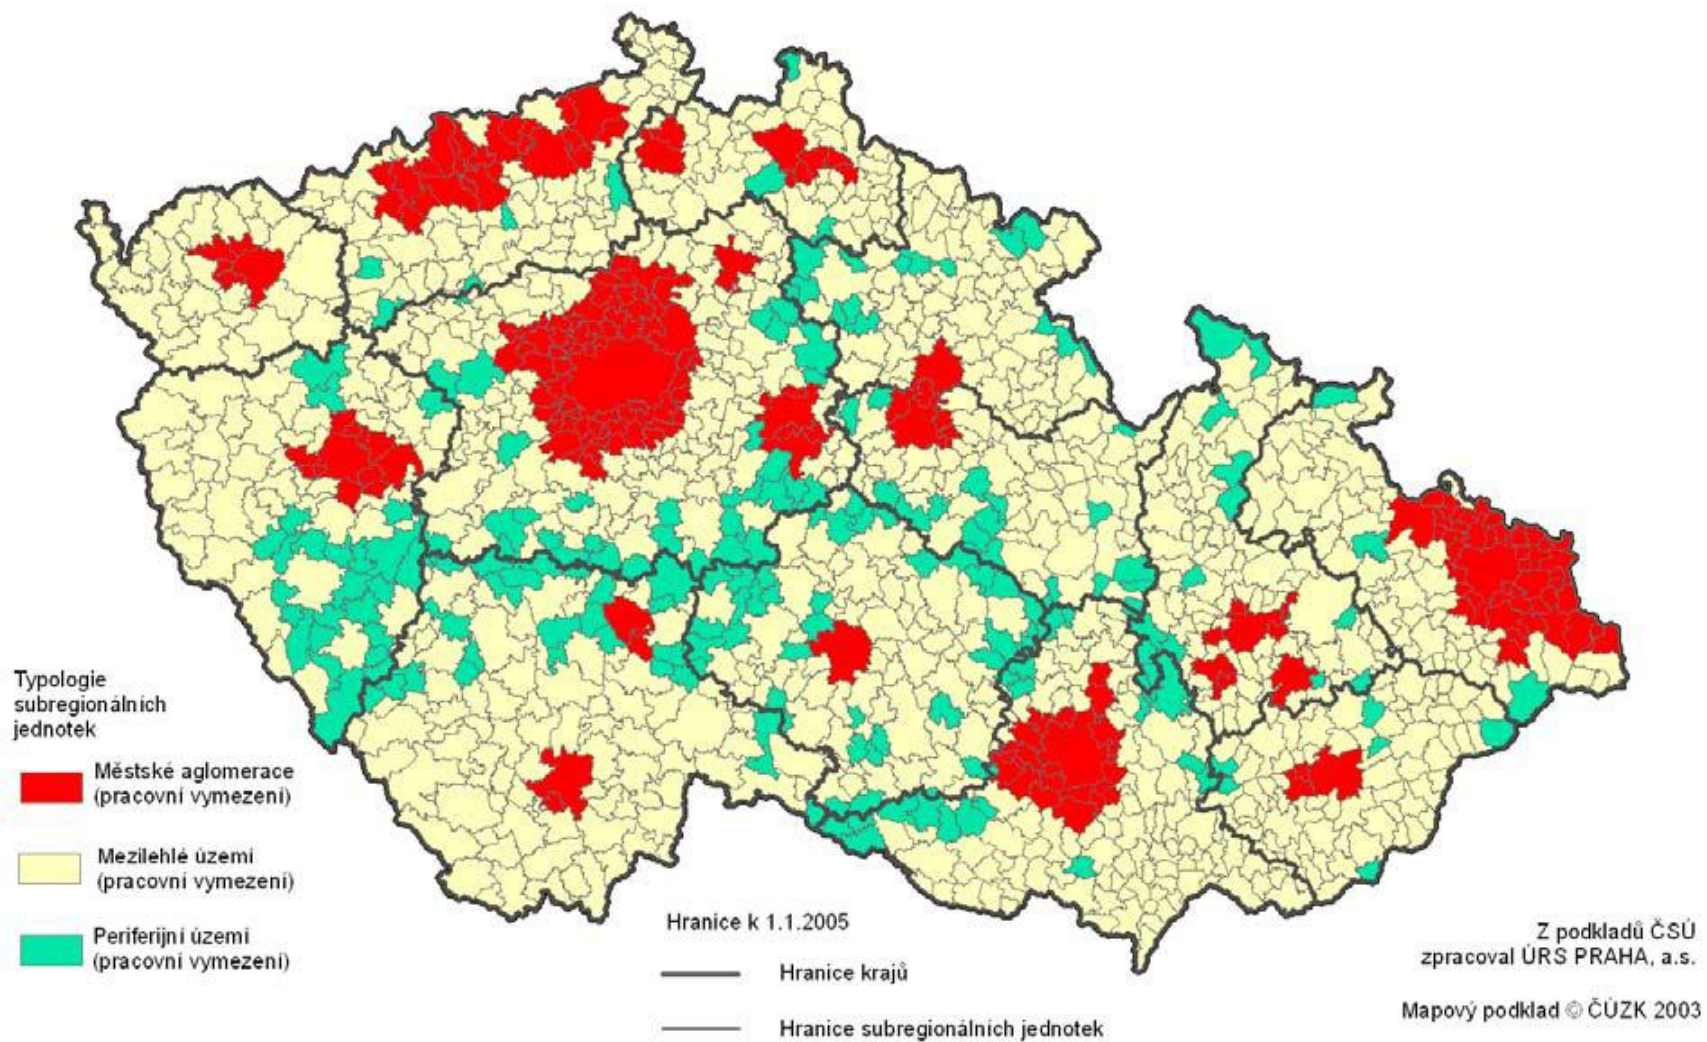 Typologie
subregionálních
jednotek
Městské aglomerace
(pracovní vymezení)
Mezilehlé území
(pracovní vymezení)
Periferijní území
(pracovní vymezení)
Hranice k 1.1.2005
Hranice krajů
Hranice subregionálních jednotek
Z podkladů ČSÚ
zpracoval ÚRS PRAHA, a.s.
Mapový podklad © ČÚZK 2003